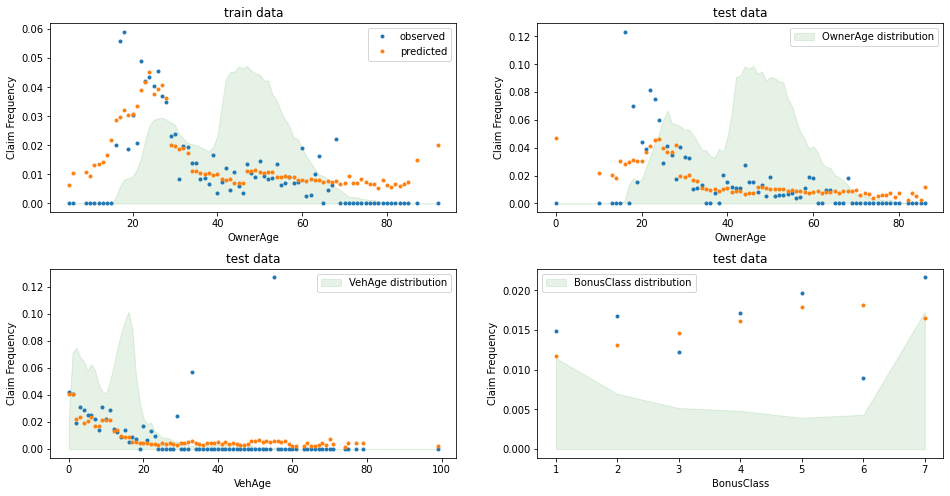 train data
0.06
0.05
0.04
0.03
0.02
0.01
0.00
Claim Frequency
20
40
60
80
OwnerAge
observed
predicted
test data
0.12
0.10
0.08
0.06
0.04
0.02
0.00
Claim Frequency
0
20
40
60
80
OwnerAge
OwnerAge distribution
test data
0.12
0.10
0.08
0.06
0.04
0.02
0.00
Claim Frequency
0
20
40
60
80
100
VehAge
VehAge distribution
test data
0.020
0.015
0.010
0.005
0.000
Claim Frequency
1
2
3
4
5
6
7
BonusClass
BonusClass distribution